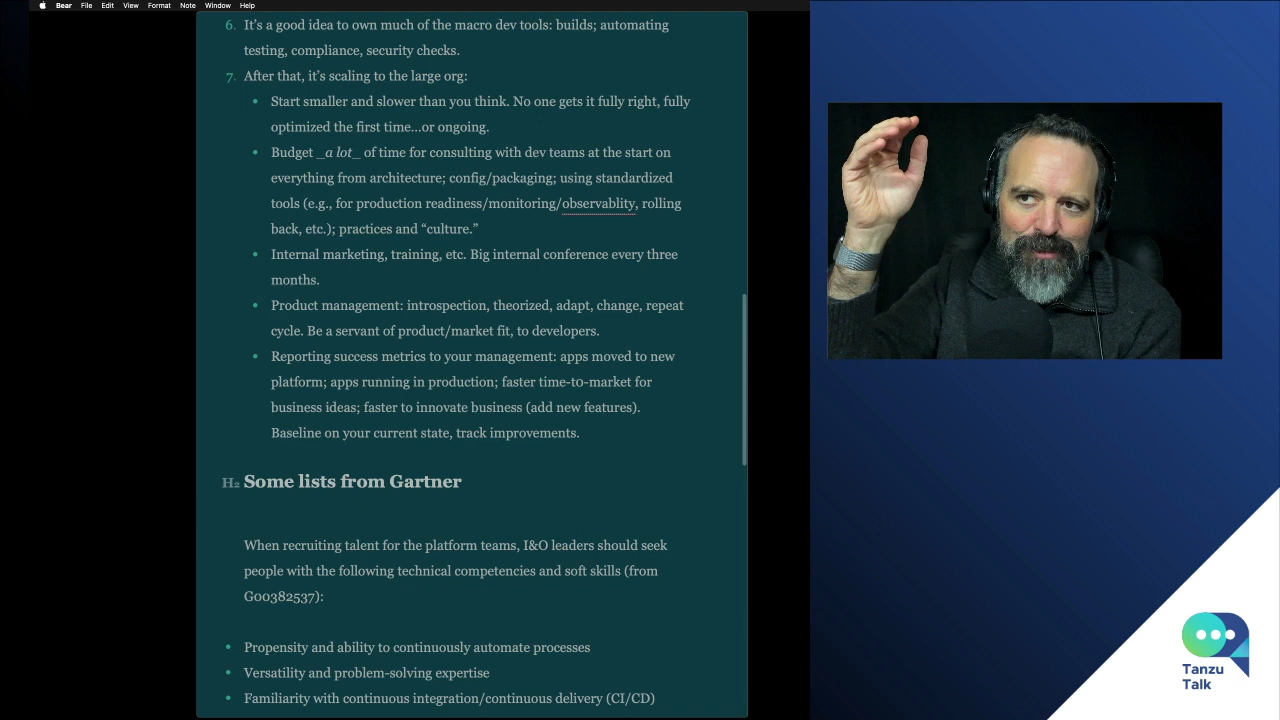 Bear File Edit View Format Note Window Help
6. It’s a good idea to own much of the macro dev tools: builds; automating
testing, compliance, security checks.
7. After that, it’s scaling to the large org:
• Start smaller and slower than you think. No one gets it fully right, fully
optimized the first time…or ongoing.
• Budget _a lot_ of time for consulting with dev teams at the start on
everything from architecture; config/packaging; using standardized
tools (e.g., for production readiness/monitoring/observablity, rolling
back, etc.); practices and “culture.”
• Internal marketing, training, etc. Big internal conference every three
months.
• Product management: introspection, theorized, adapt, change, repeat
cycle. Be a servant of product/market fit, to developers.
• Reporting success metrics to your management: apps moved to new
platform; apps running in production; faster time-t0-market for
business ideas; faster to innovate business (add new features).
Baseline on your current state, track improvements.
H2 Some lists from Gartner
When recruiting talent for the platform teams, I&O leaders should seek
people with the following technical competencies and soft skills (from
G00382537):
• Propensity and ability to continuously automate processes
• Versatility and problem-solving expertise
• Familiarity with continuous integration/continuous delivery (CI/CD)
Tanzu
Talk